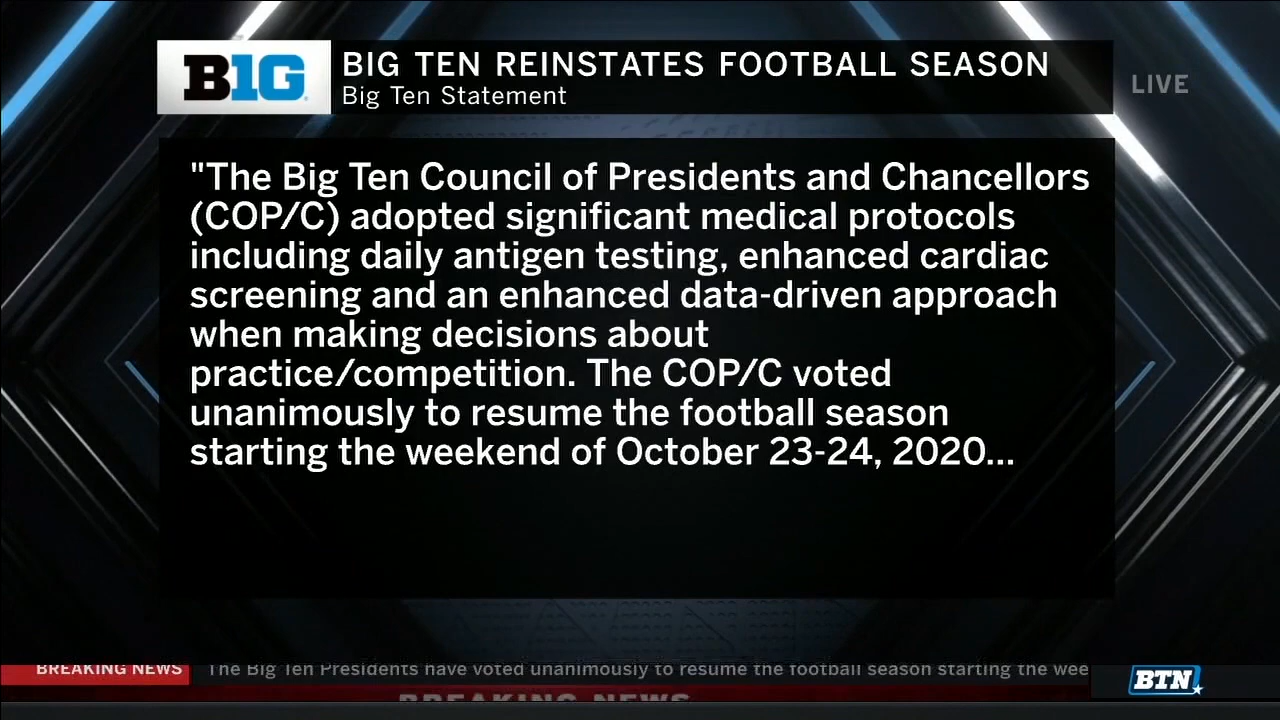 B1G
BIG TEN REINSTATES FOOTBALL SEASON
Big Ten Statement
LIVE
"The Big Ten Council of Presidents and Chancellors
(COP/C) adopted significant medical protocols
including daily antigen testing, enhanced cardiac
screening and an enhanced data-driven approach
when making decisions about
practice/competition. The COP/C voted
unanimously to resume the football season
starting the weekend of October 23-24, 2020...
BREAKING NEWS
The Big Ten Presidents have voted unanimously to resume the football season starting the wee
BTN
BREAKING NEWS